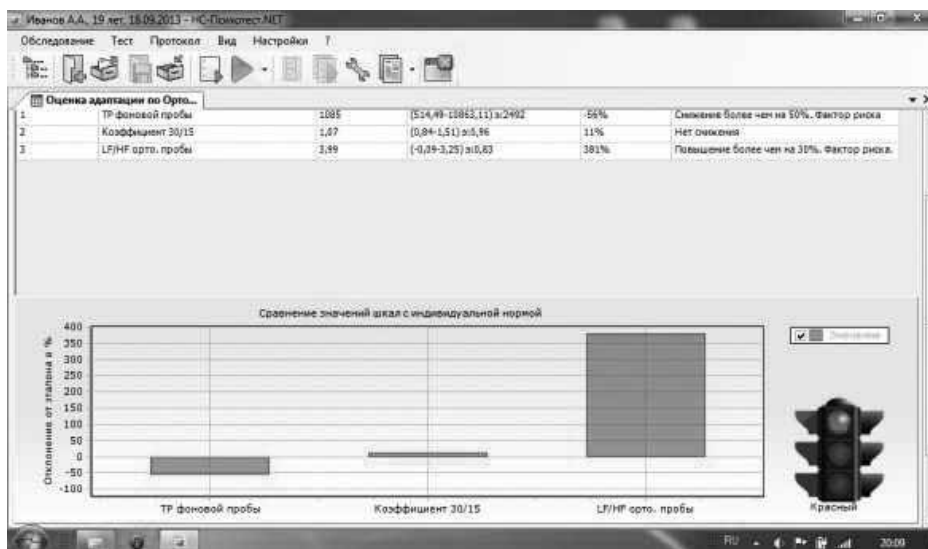 Иванов А.А., 19 лет. 18.09.2013 - НС-Психотест.NET
Обследование Тест Протокол Вид Настройки ?
Оценка адаптации по Орто...
1 ТР фоновой пробы 1085 (514,49-10863,11) э:2492 -56% Снижение более чем на 50%. Фактор риска
2 Коэффициент 30/15 1,07 (0,84-1,51) э:0,96 11% Нет снижения
3 LF/HF орто. пробы 3,99 (-0,09-3,25) э:0,83 381% Повышение более чем на 30%. Фактор риска.
Сравнение значений шкал с индивидуальной нормой
Отклонение от эталона в %
400
350
300
250
200
150
100
50
0
-50
-100
ТР фоновой пробы Коэффициент 30/15 LF/HF орто. пробы
Значение
Красный
RU 20:09